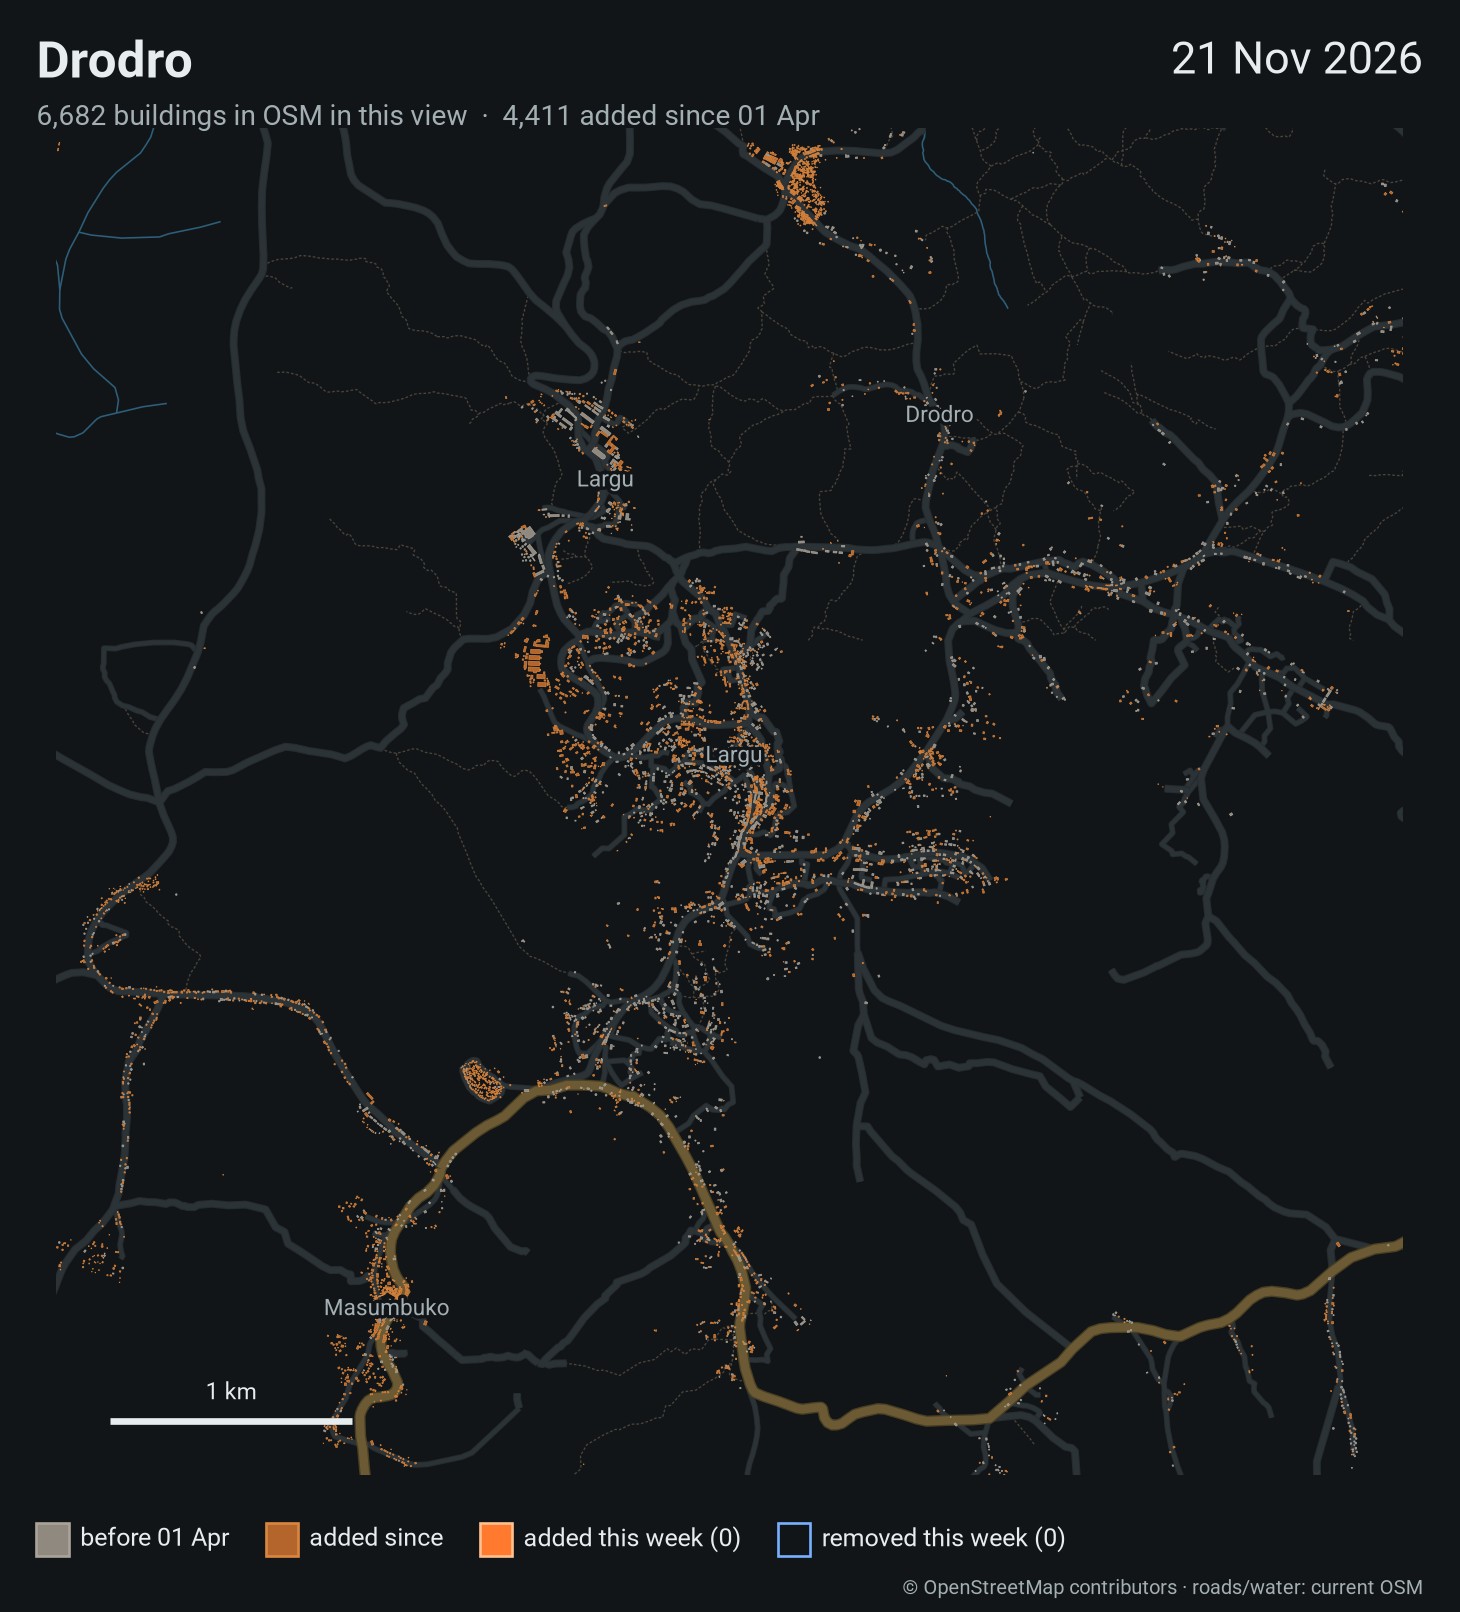 Drodro
21 Nov 2026
6,682 buildings in OSM in this view · 4,411 added since 01 Apr
Drodro
Largu
Largu
Masumbuko
1 km
before 01 Apr
added since
added this week (0)
removed this week (0)
© OpenStreetMap contributors · roads/water: current OSM